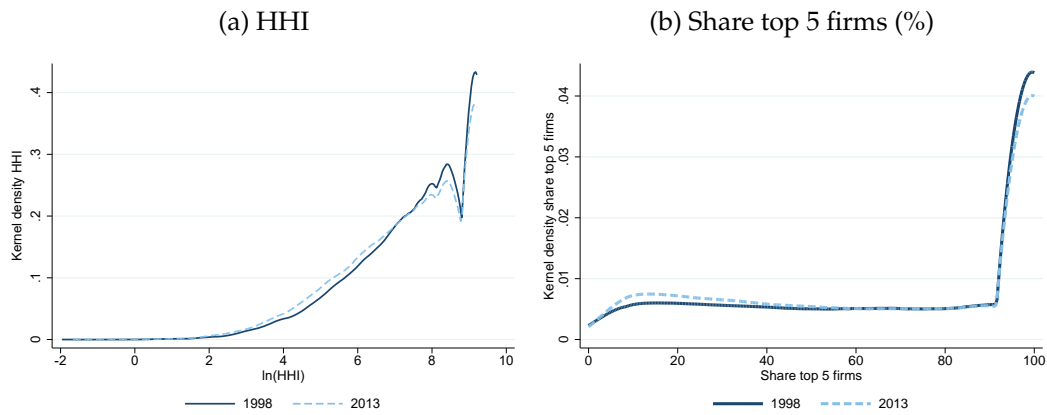 (a) HHI
Kernel density HHI
.4
.3
.2
.1
0
-2 0 2 4 6 8 10
ln(HHI)
1998 2013
(b) Share top 5 firms (%)
Kernel density share top 5 firms
.04
.03
.02
.01
0
0 20 40 60 80 100
Share top 5 firms
1998 2013